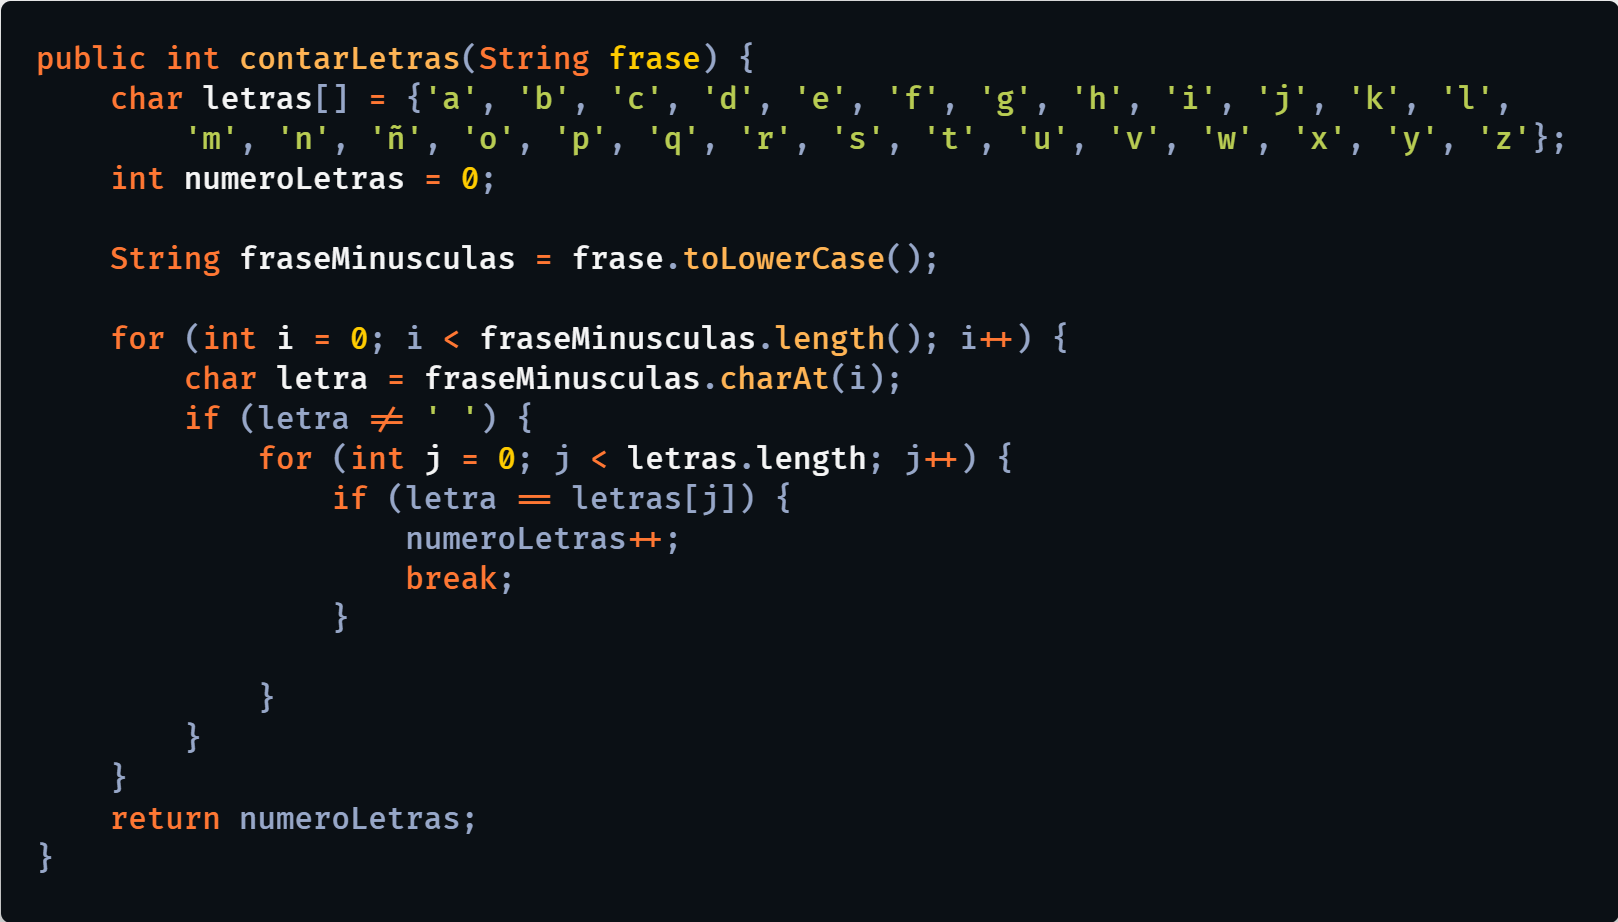 public int contarLetras(String frase) {
    char letras[] = {'a', 'b', 'c', 'd', 'e', 'f', 'g', 'h', 'i', 'j', 'k', 'l',
        'm', 'n', 'ñ', 'o', 'p', 'q', 'r', 's', 't', 'u', 'v', 'w', 'x', 'y', 'z'};
    int numeroLetras = 0;

    String fraseMinusculas = frase.toLowerCase();

    for (int i = 0; i < fraseMinusculas.length(); i++) {
        char letra = fraseMinusculas.charAt(i);
        if (letra != ' ') {
            for (int j = 0; j < letras.length; j++) {
                if (letra == letras[j]) {
                    numeroLetras++;
                    break;
                }

            }
        }
    }
    return numeroLetras;
}